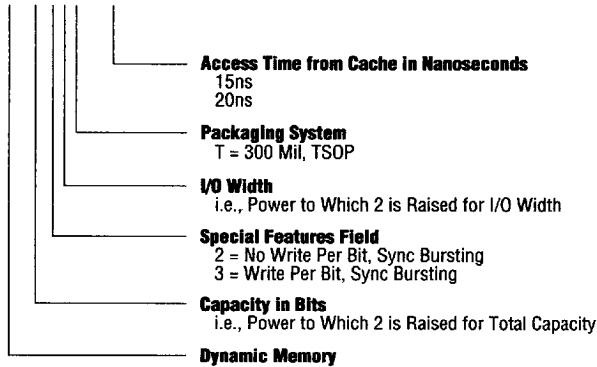 Access Time from Cache in Nanoseconds
15ns
20ns
Packaging System
T = 300 Mil, TSOP
I/O Width
i.e., Power to Which 2 is Raised for I/O Width
Special Features Field
2 = No Write Per Bit, Sync Bursting
3 = Write Per Bit, Sync Bursting
Capacity in Bits
i.e., Power to Which 2 is Raised for Total Capacity
Dynamic Memory